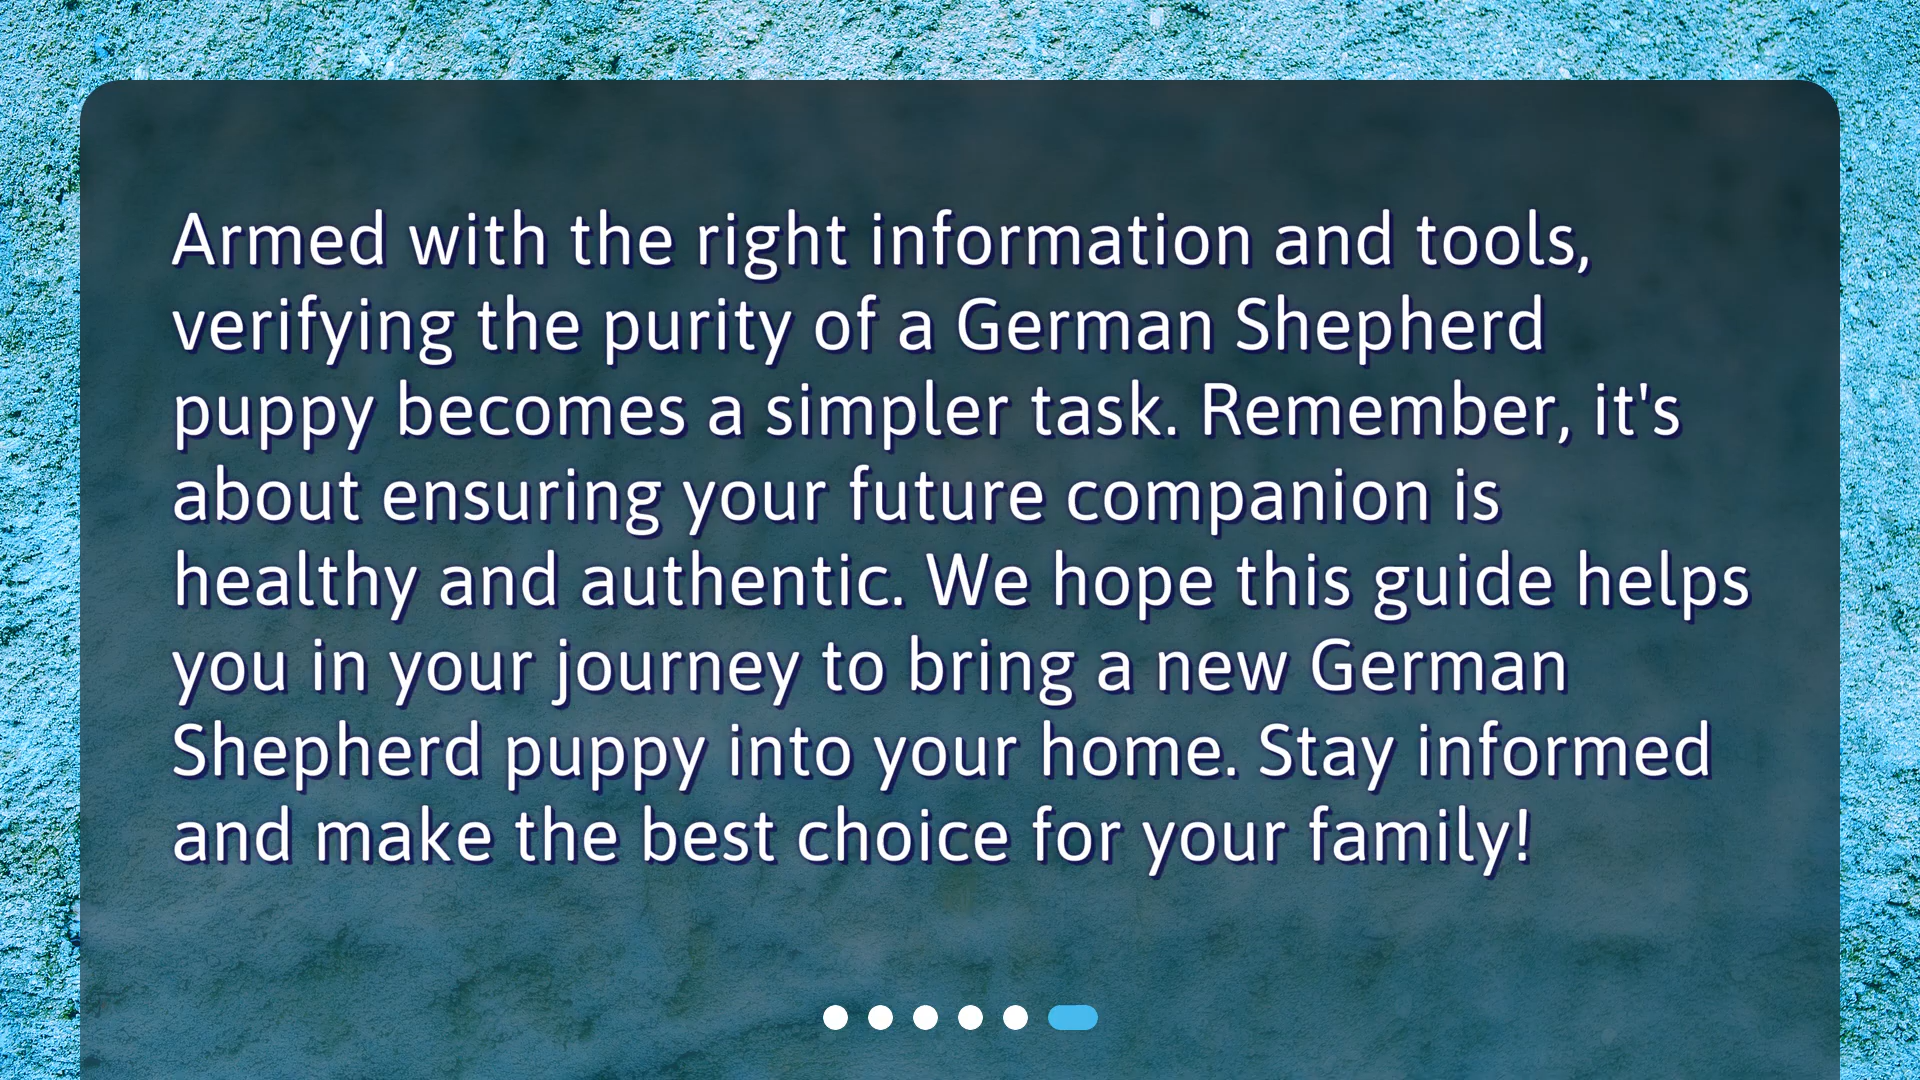 Armed with the right information and tools,
verifying the purity of a German Shepherd
puppy becomes a simpler task. Remember, it's
about ensuring your future companion is
healthy and authentic. We hope this guide helps
you in your journey to bring a new German
Shepherd puppy into your home. Stay informed
and make the best choice for your family!